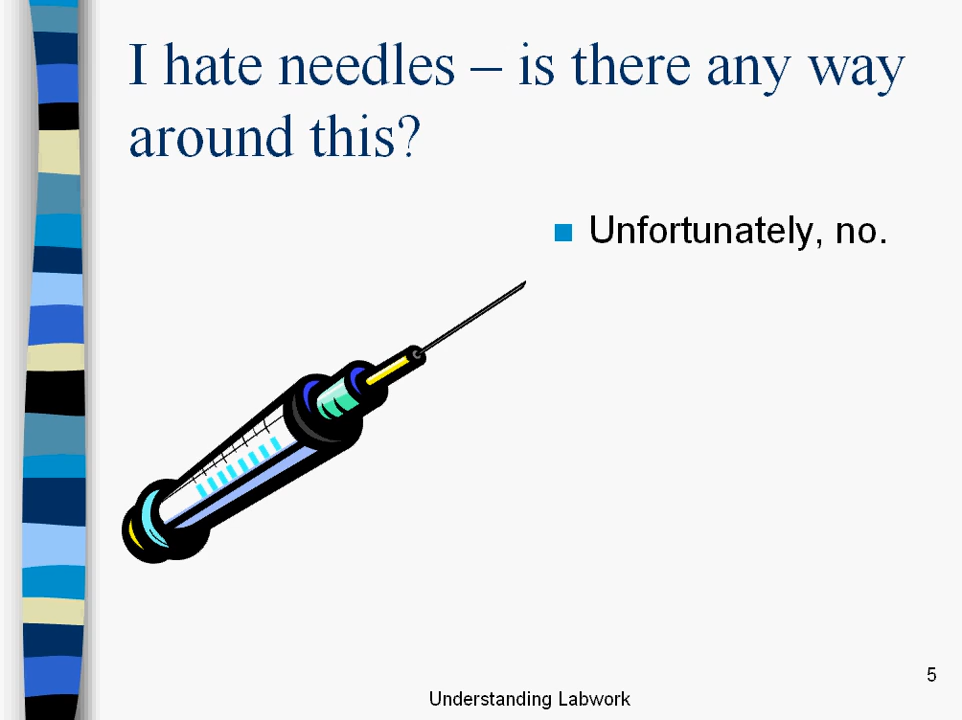 I hate needles – is there any way
around this?
Unfortunately, no.
5
Understanding Labwork